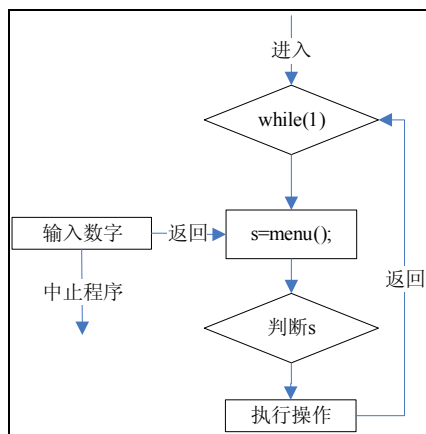 进入
while(1)
输入数字
返回
s=menu();
返回
中止程序
判断s
执行操作